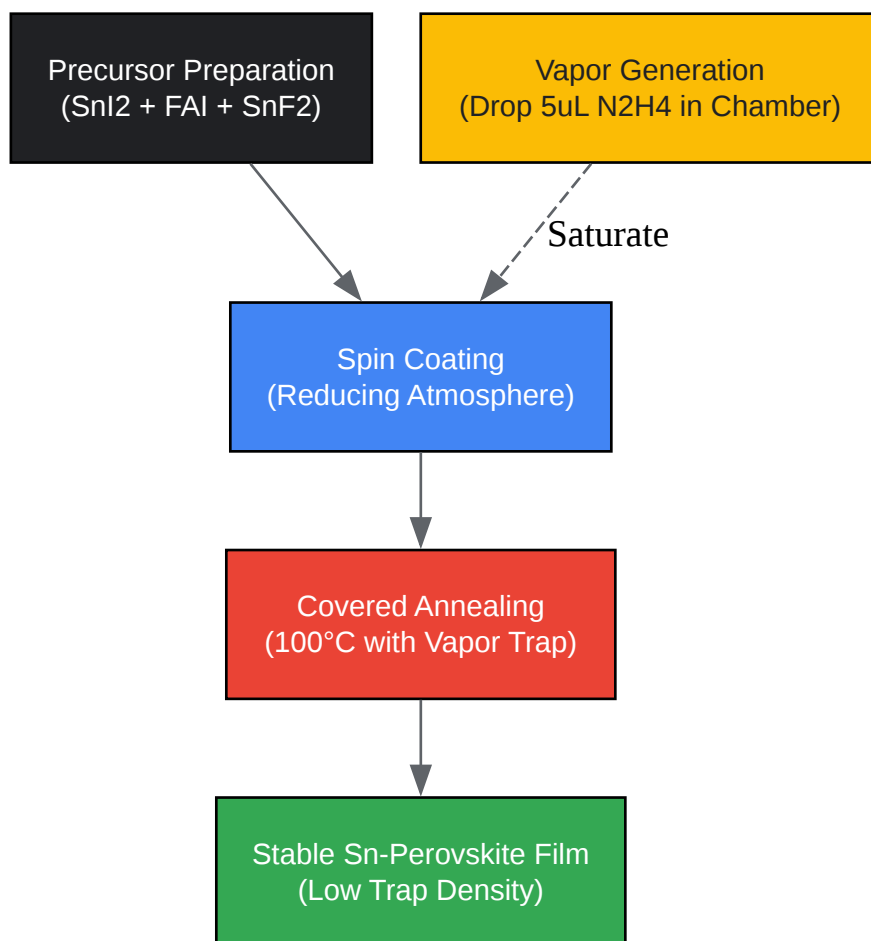 Precursor Preparation
(SnI2 + FAI + SnF2)
Vapor Generation
(Drop 5uL N2H4 in Chamber)
Saturate
Spin Coating
(Reducing Atmosphere)
Covered Annealing
(100°C with Vapor Trap)
Stable Sn-Perovskite Film
(Low Trap Density)